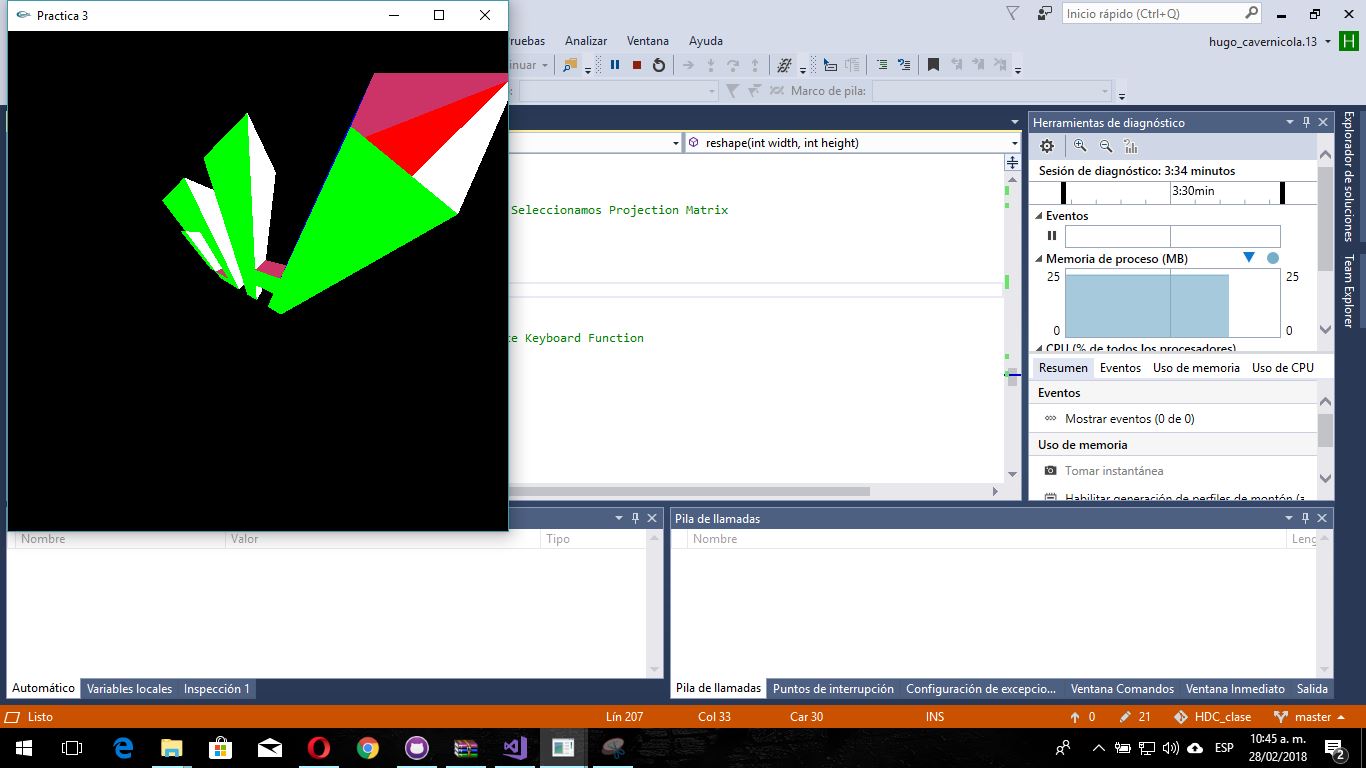 Practica 3
Inicio rápido (Ctrl+Q)
ruebas Analizar Ventana Ayuda
hugo_cavernicola.13 H
nuar
Marco de pila:
reshape(int width, int height)
Seleccionamos Projection Matrix
Keyboard Function
Herramientas de diagnóstico
Sesión de diagnóstico: 3:34 minutos
3:30min
Eventos
Memoria de proceso (MB)
25 25
0 0
CPU (% de todos los procesadores)
Resumen Eventos Uso de memoria Uso de CPU
Eventos
Mostrar eventos (0 de 0)
Uso de memoria
Tomar instantánea
Habilitar generación de perfiles de montón (a
Explorador de soluciones
Team Explorer
Nombre Valor Tipo
Automático Variables locales Inspección 1
Pila de llamadas
Nombre Leng
Pila de llamadas Puntos de interrupción Configuración de excepcio... Ventana Comandos Ventana Inmediato Salida
Listo Lín 207 Col 33 Car 30 INS 0 21 HDC_clase master
ESP
10:45 a. m.
28/02/2018
2